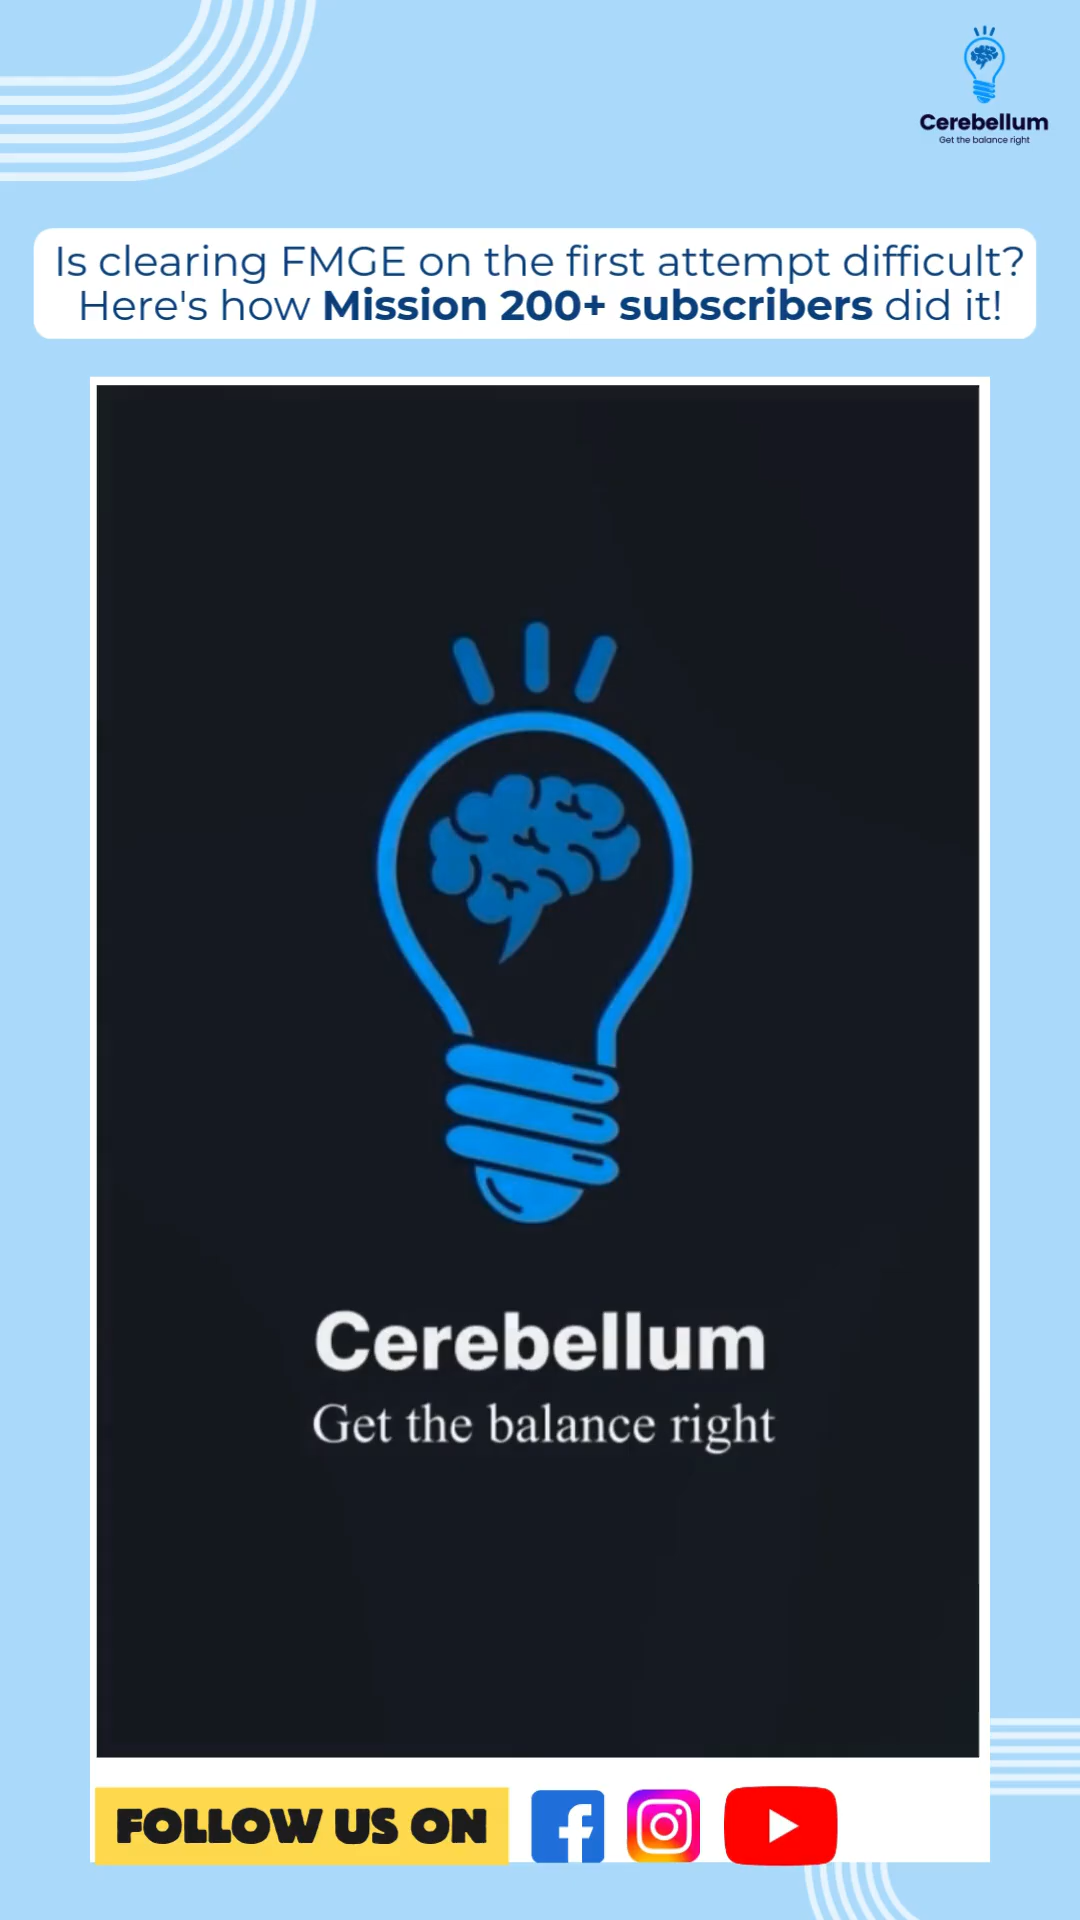 Cerebellum
Get the balance right
Is clearing FMGE on the first attempt difficult?
Here's how Mission 200+ subscribers did it!
Cerebellum
Get the balance right
FOLLOW US ON